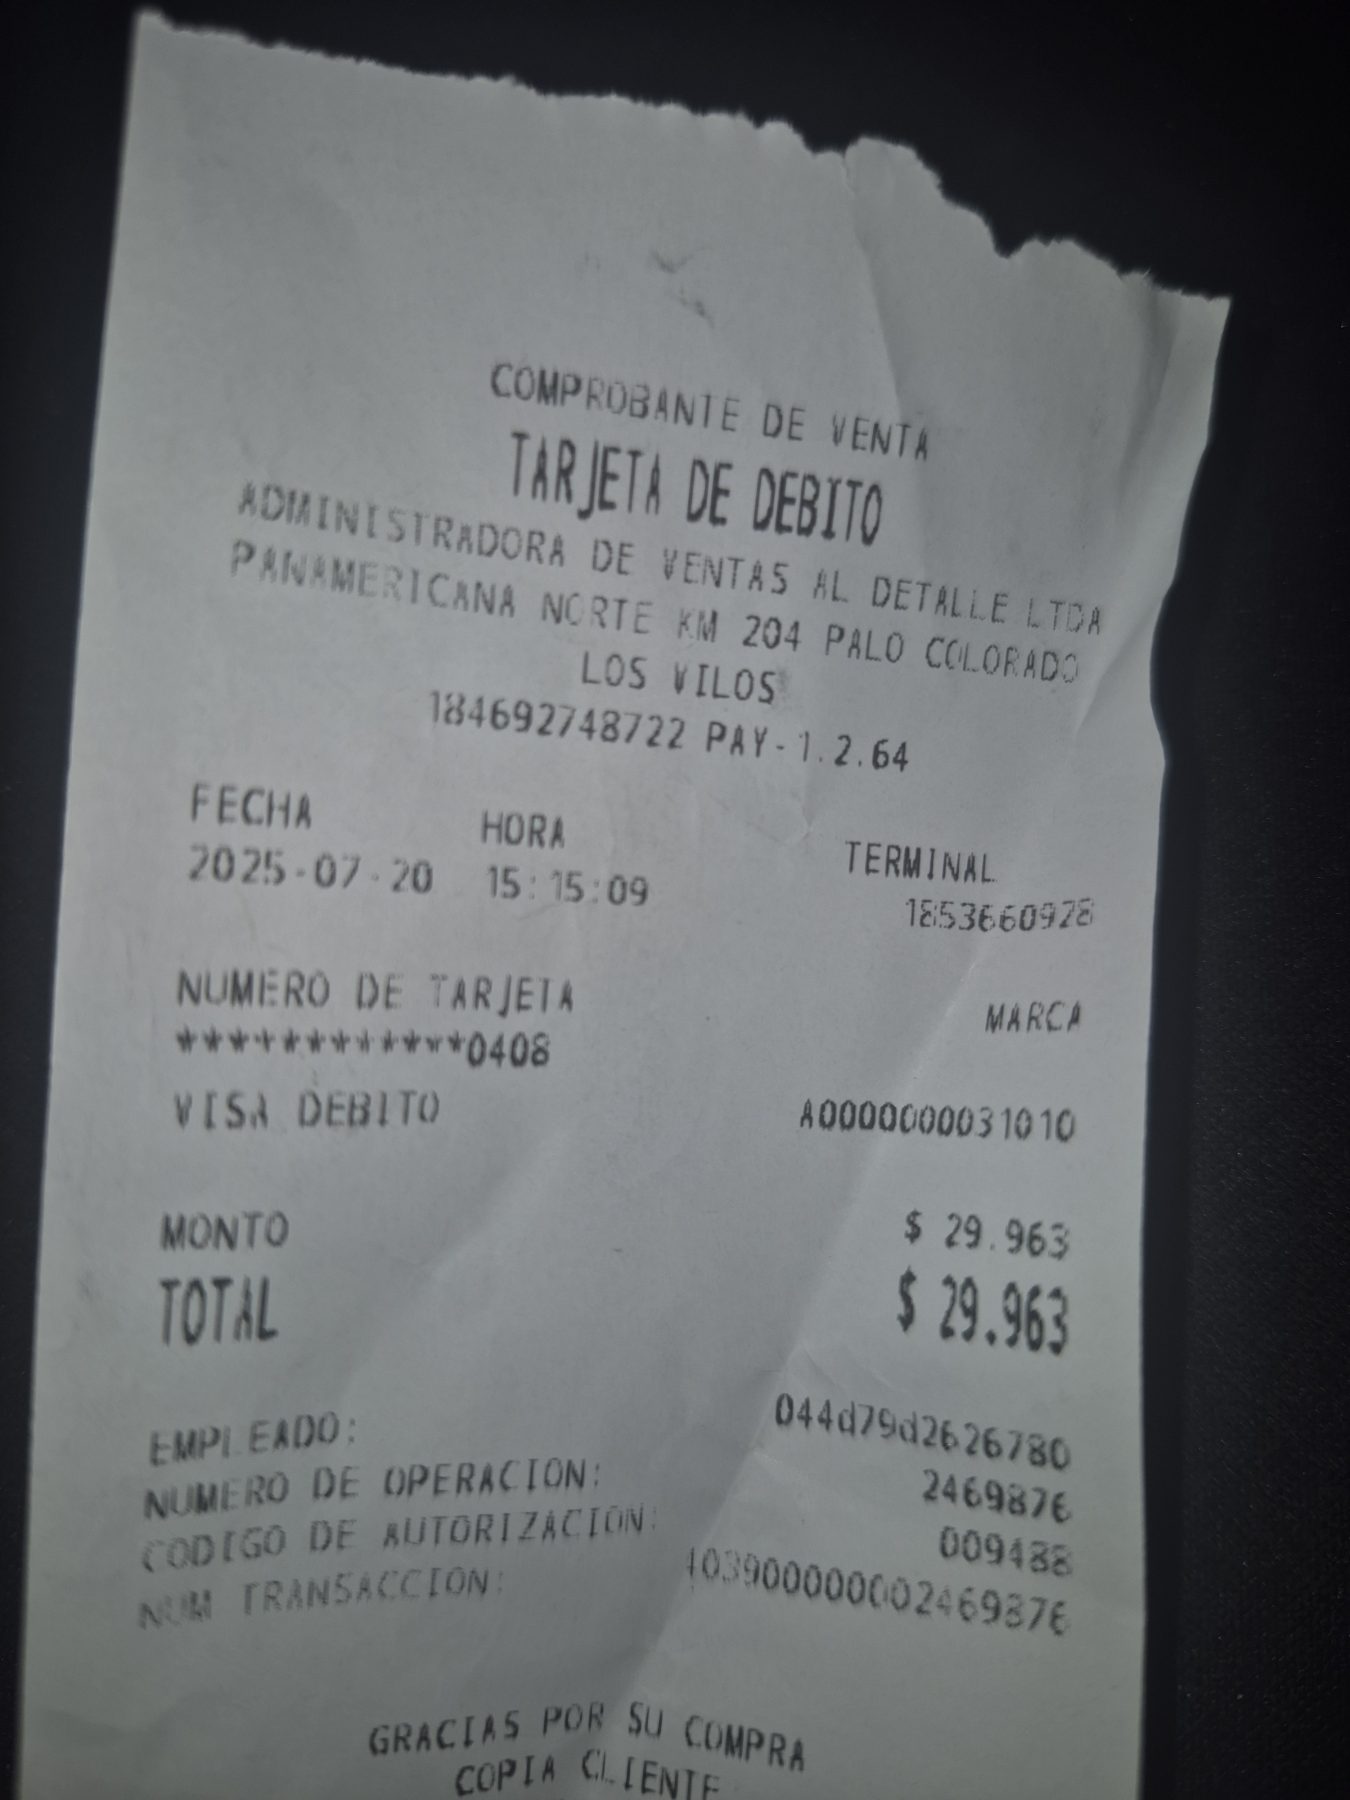 COMPROBANTE DE VENTA
TARJETA DE DEBITO
ADMINISTRADORA DE VENTAS AL DETALLE LTDA
PANAMERICANA NORTE KM 204 PALO COLORADO
LOS VILOS
184692748722 PAY-1.2.64
FECHA HORA TERMINAL
2025-07-20 15:15:09 1853660928
NUMERO DE TARJETA MARCA
************0408
VISA DEBITO A0000000031010
MONTO $ 29.963
TOTAL $ 29.963
EMPLEADO: 044d79d2626780
NUMERO DE OPERACION: 2469876
CODIGO DE AUTORIZACION: 009488
NUM TRANSACCION: 403900000002469876
GRACIAS POR SU COMPRA
COPIA CLIENTE